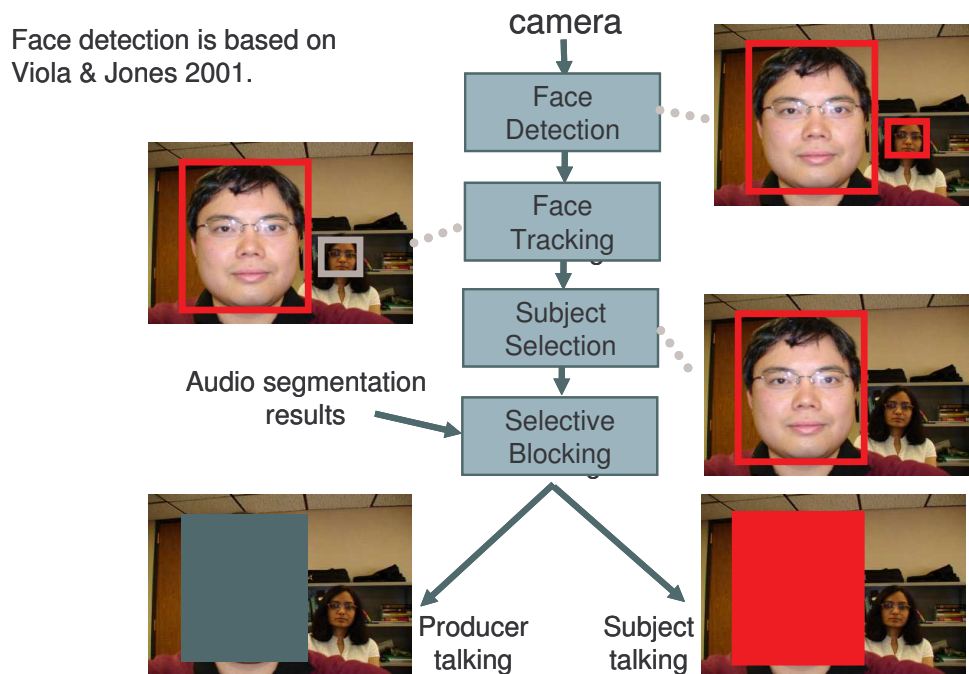 Face detection is based on
Viola & Jones 2001.
camera
Face
Detection
Face
Tracking
Subject
Selection
Audio segmentation
results
Selective
Blocking
Producer
talking
Subject
talking